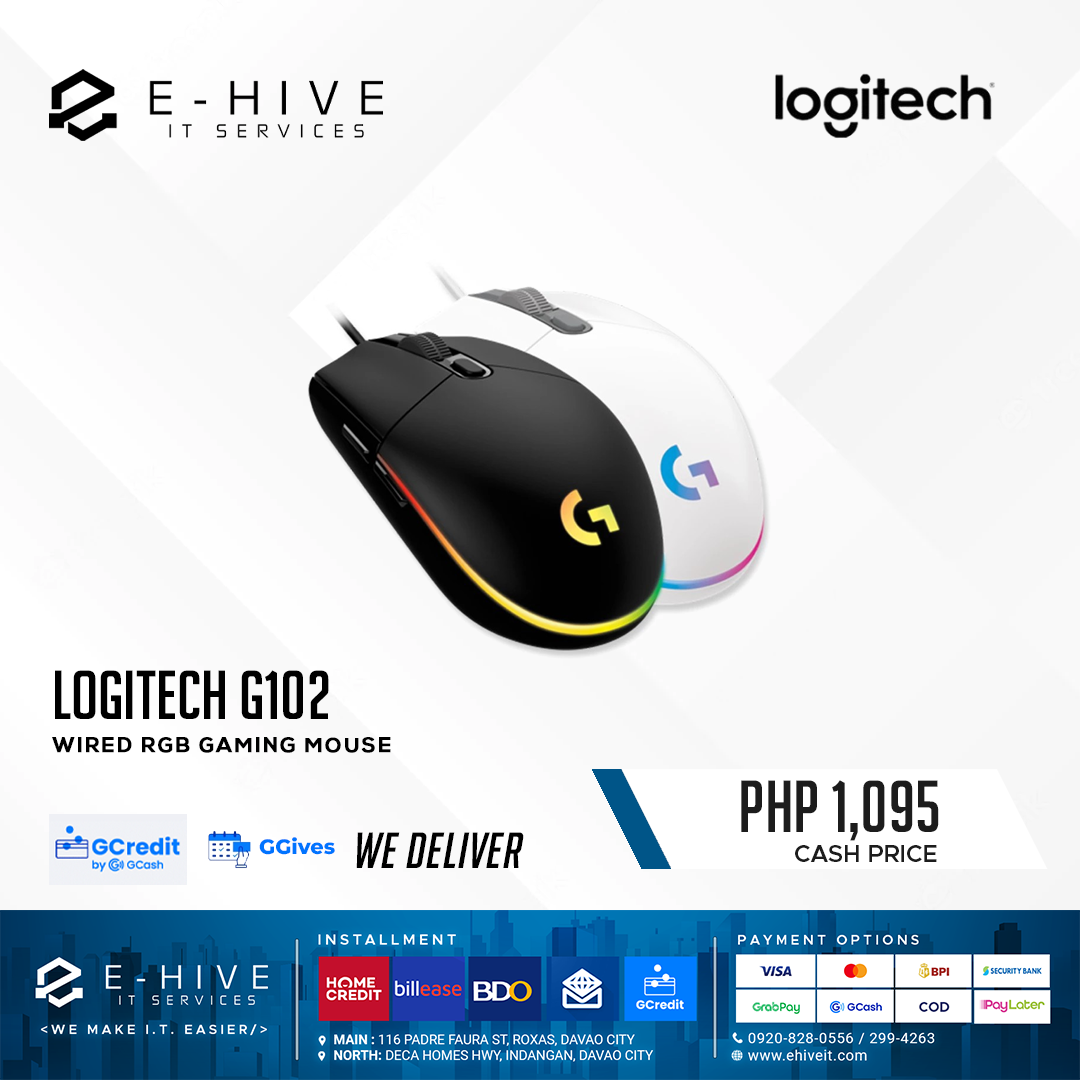 E-HIVE
IT SERVICES
logitech
LOGITECH G102
WIRED RGB GAMING MOUSE
GCredit
by GCash
GGives
WE DELIVER
PHP 1,095
CASH PRICE
E-HIVE
IT SERVICES
<WE MAKE I.T. EASIER/>
INSTALLMENT
HOME CREDIT
billease
BDO
GCredit
MAIN : 116 PADRE FAURA ST, ROXAS, DAVAO CITY
NORTH: DECA HOMES HWY, INDANGAN, DAVAO CITY
PAYMENT OPTIONS
VISA
BPI
SECURITY BANK
GrabPay
GCash
COD
PayLater
0920-828-0556 / 299-4263
www.ehiveit.com